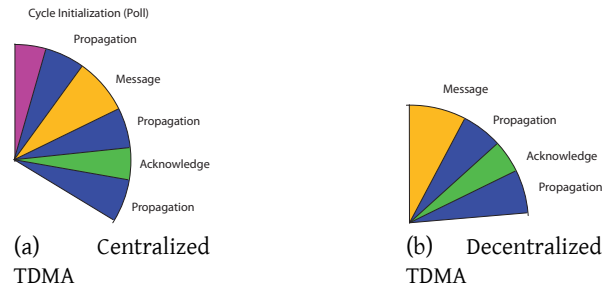 Cycle Initialization (Poll)
Propagation
Message
Propagation
Acknowledge
Propagation
(a) Centralized
TDMA
Message
Propagation
Acknowledge
Propagation
(b) Decentralized
TDMA